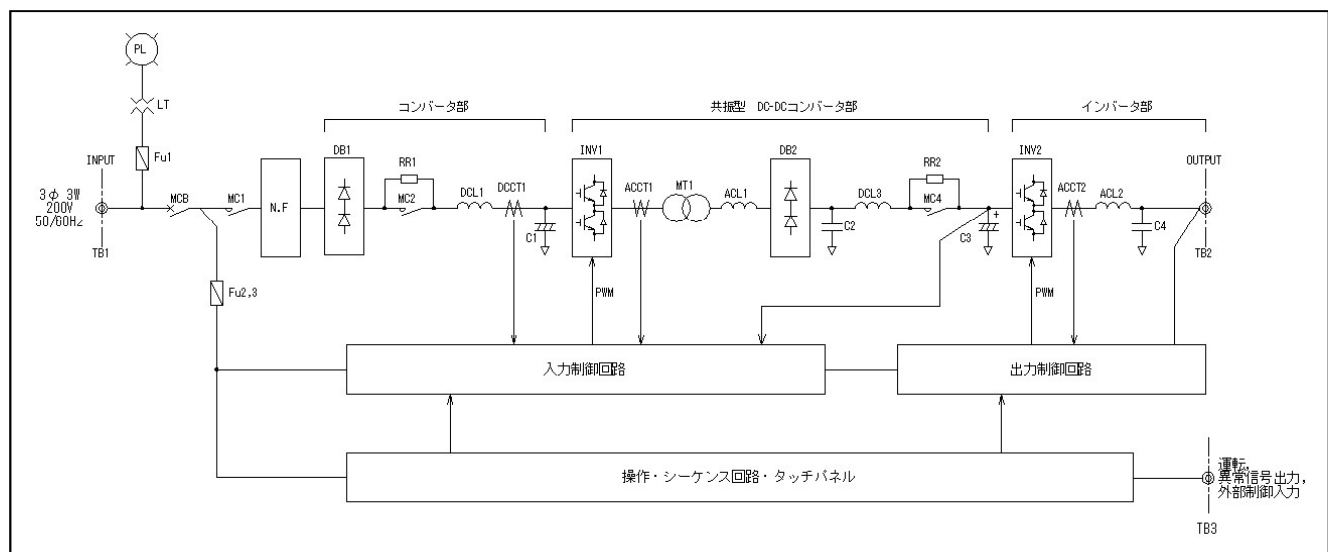 PL
LT
Fu1
コンバータ部
共振型 DC-DCコンバータ部
インバータ部
INPUT
3φ 3W
200V
50/60Hz
TB1
MCB
MC1
N.F
DB1
RR1
MC2
DCL1
DCCT1
C1
INV1
ACCT1
MT1
ACL1
DB2
C2
DCL3
RR2
MC4
C3
+
INV2
ACCT2
ACL2
C4
OUTPUT
TB2
Fu2,3
PWM
PWM
入力制御回路
出力制御回路
操作・シーケンス回路・タッチパネル
運転,
異常信号出力,
外部制御入力
TB3